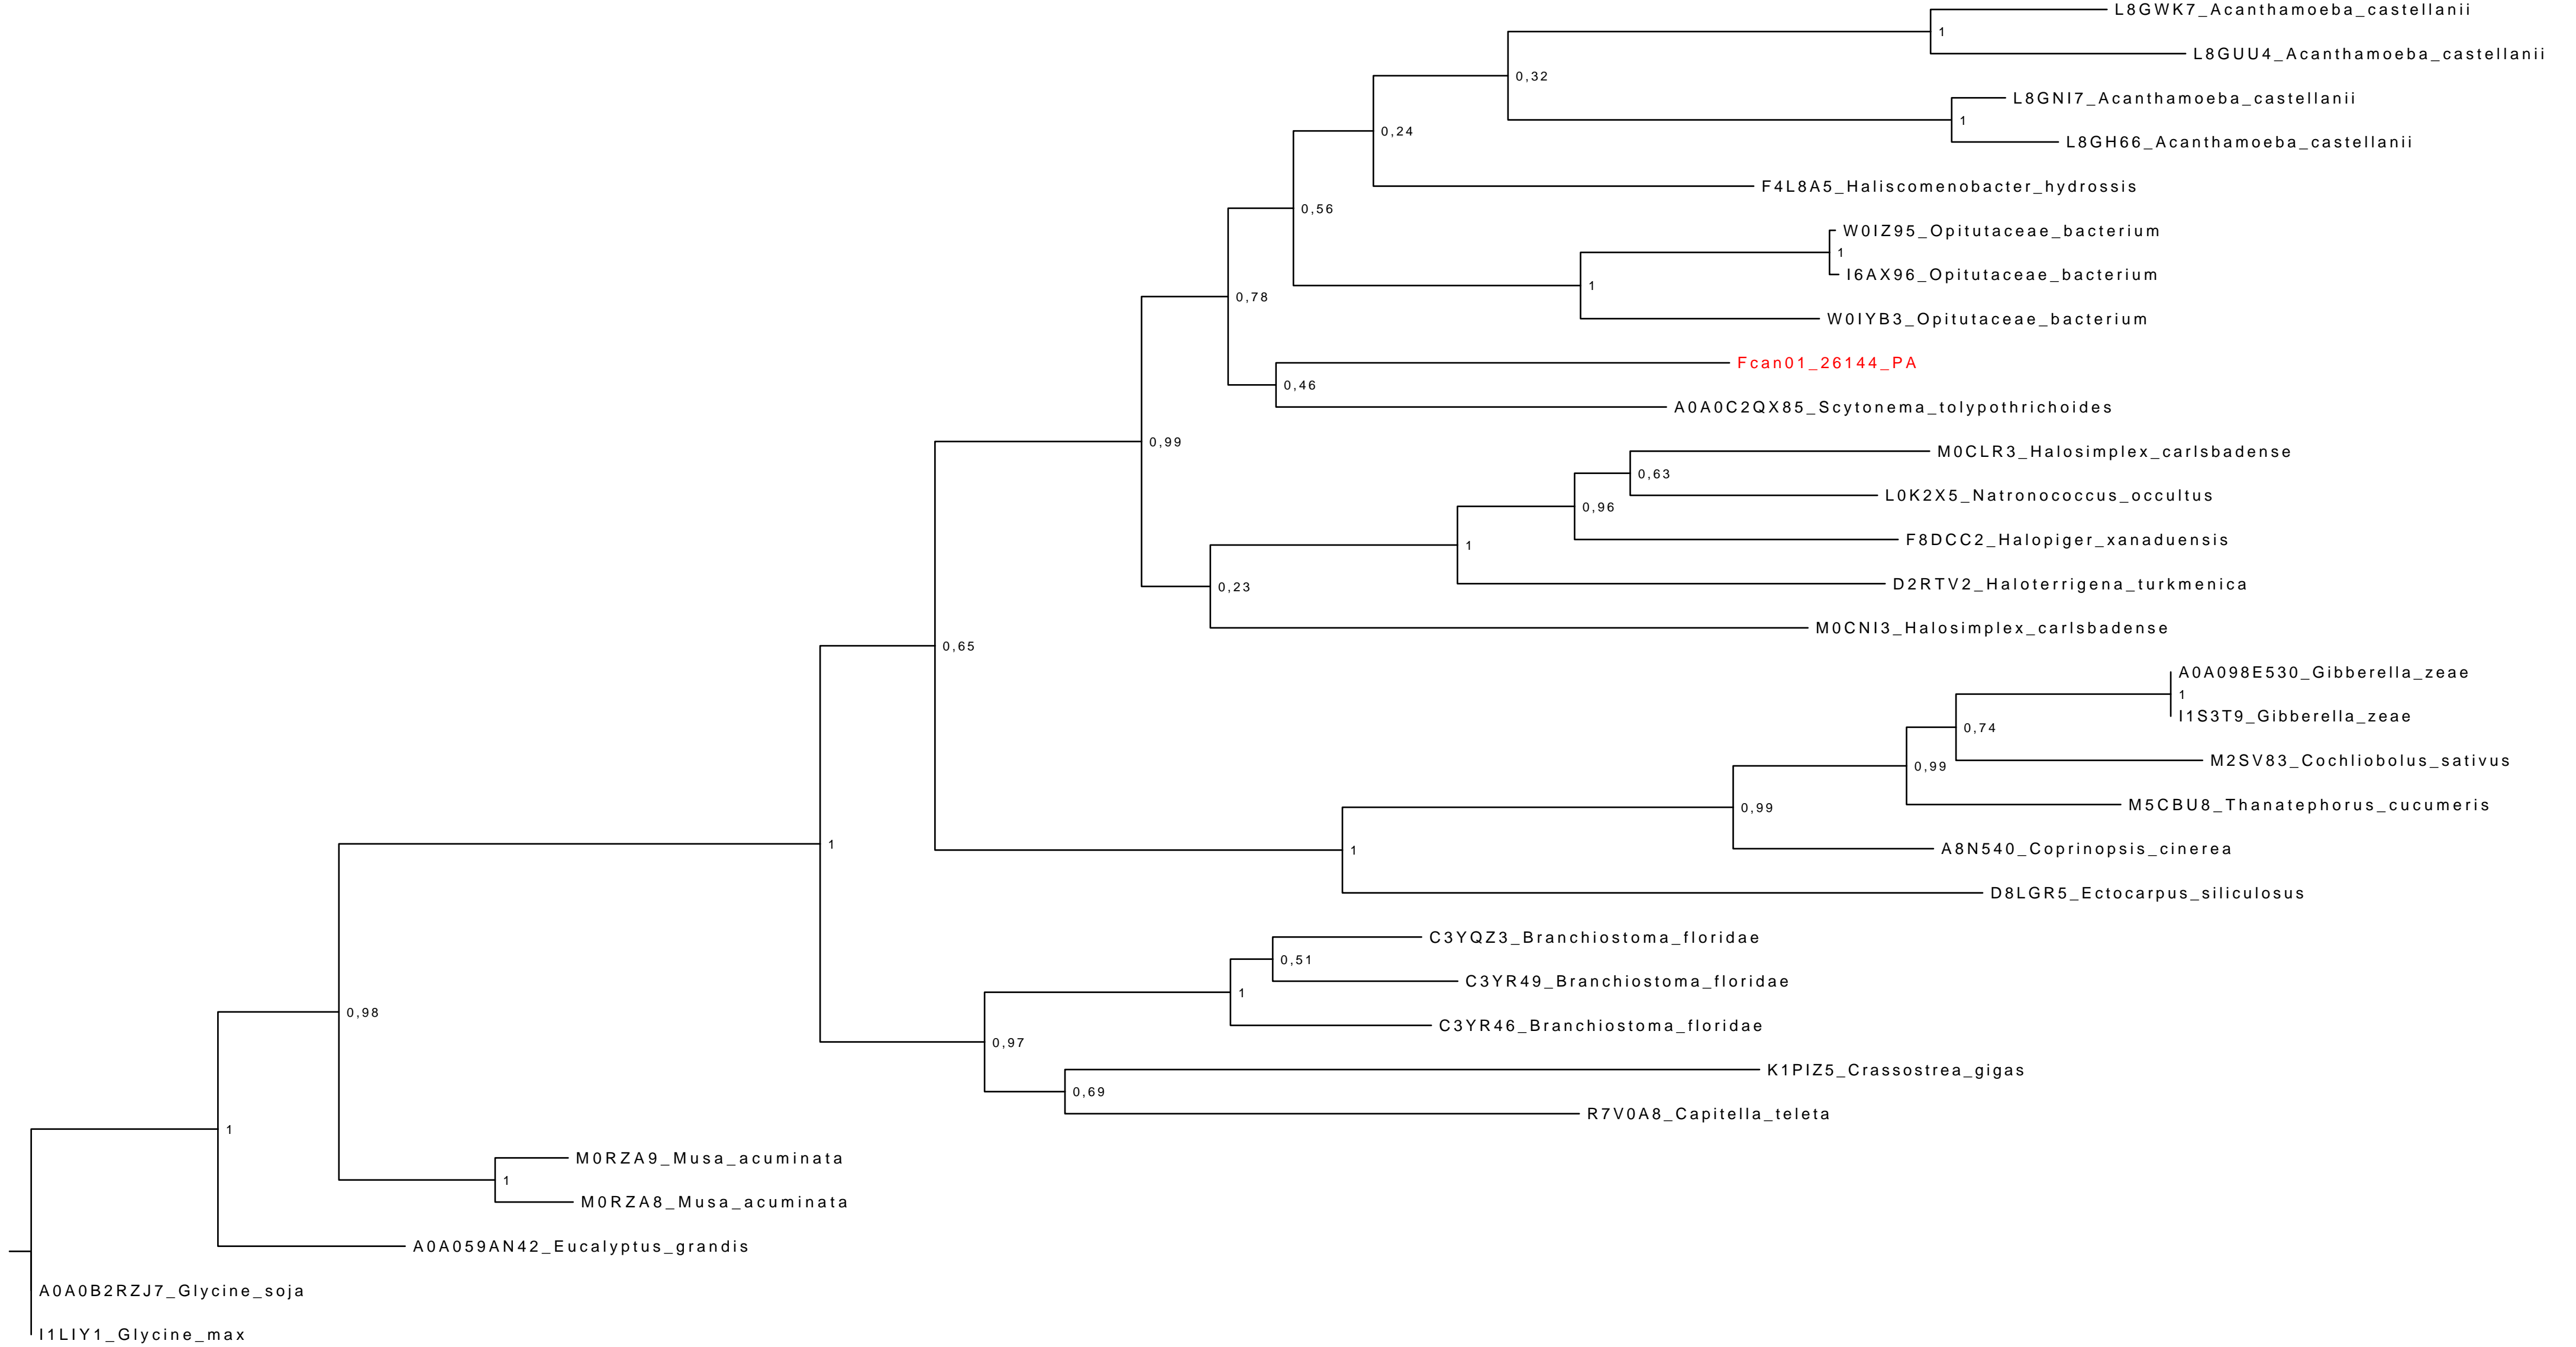 L8GWK7_Acanthamoeba_castellanii
1
L8GUU4_Acanthamoeba_castellanii
0,32
L8GNI7_Acanthamoeba_castellanii
1
0,24
L8GH66_Acanthamoeba_castellanii
F4L8A5_Haliscomenobacter_hydrossis
0,56
W0IZ95_Opitutaceae_bacterium
1
I6AX96_Opitutaceae_bacterium
1
0,78
W0IYB3_Opitutaceae_bacterium
Fcan01_26144_PA
0,46
A0A0C2QX85_Scytonema_tolypothrichoides
0,99
M0CLR3_Halosimplex_carlsbadense
0,63
L0K2X5_Natronococcus_occultus
0,96
F8DCC2_Halopiger_xanaduensis
1
D2RTV2_Haloterrigena_turkmenica
0,23
M0CNI3_Halosimplex_carlsbadense
0,65
A0A098E530_Gibberella_zeae
1
I1S3T9_Gibberella_zeae
0,74
M2SV83_Cochliobolus_sativus
0,99
M5CBU8_Thanatephorus_cucumeris
0,99
1
A8N540_Coprinopsis_cinerea
1
D8LGR5_Ectocarpus_siliculosus
C3YQZ3_Branchiostoma_floridae
0,51
C3YR49_Branchiostoma_floridae
1
0,98
C3YR46_Branchiostoma_floridae
0,97
K1PIZ5_Crassostrea_gigas
0,69
R7V0A8_Capitella_teleta
1
M0RZA9_Musa_acuminata
1
M0RZA8_Musa_acuminata
A0A059AN42_Eucalyptus_grandis
A0A0B2RZJ7_Glycine_soja
I1LIY1_Glycine_max